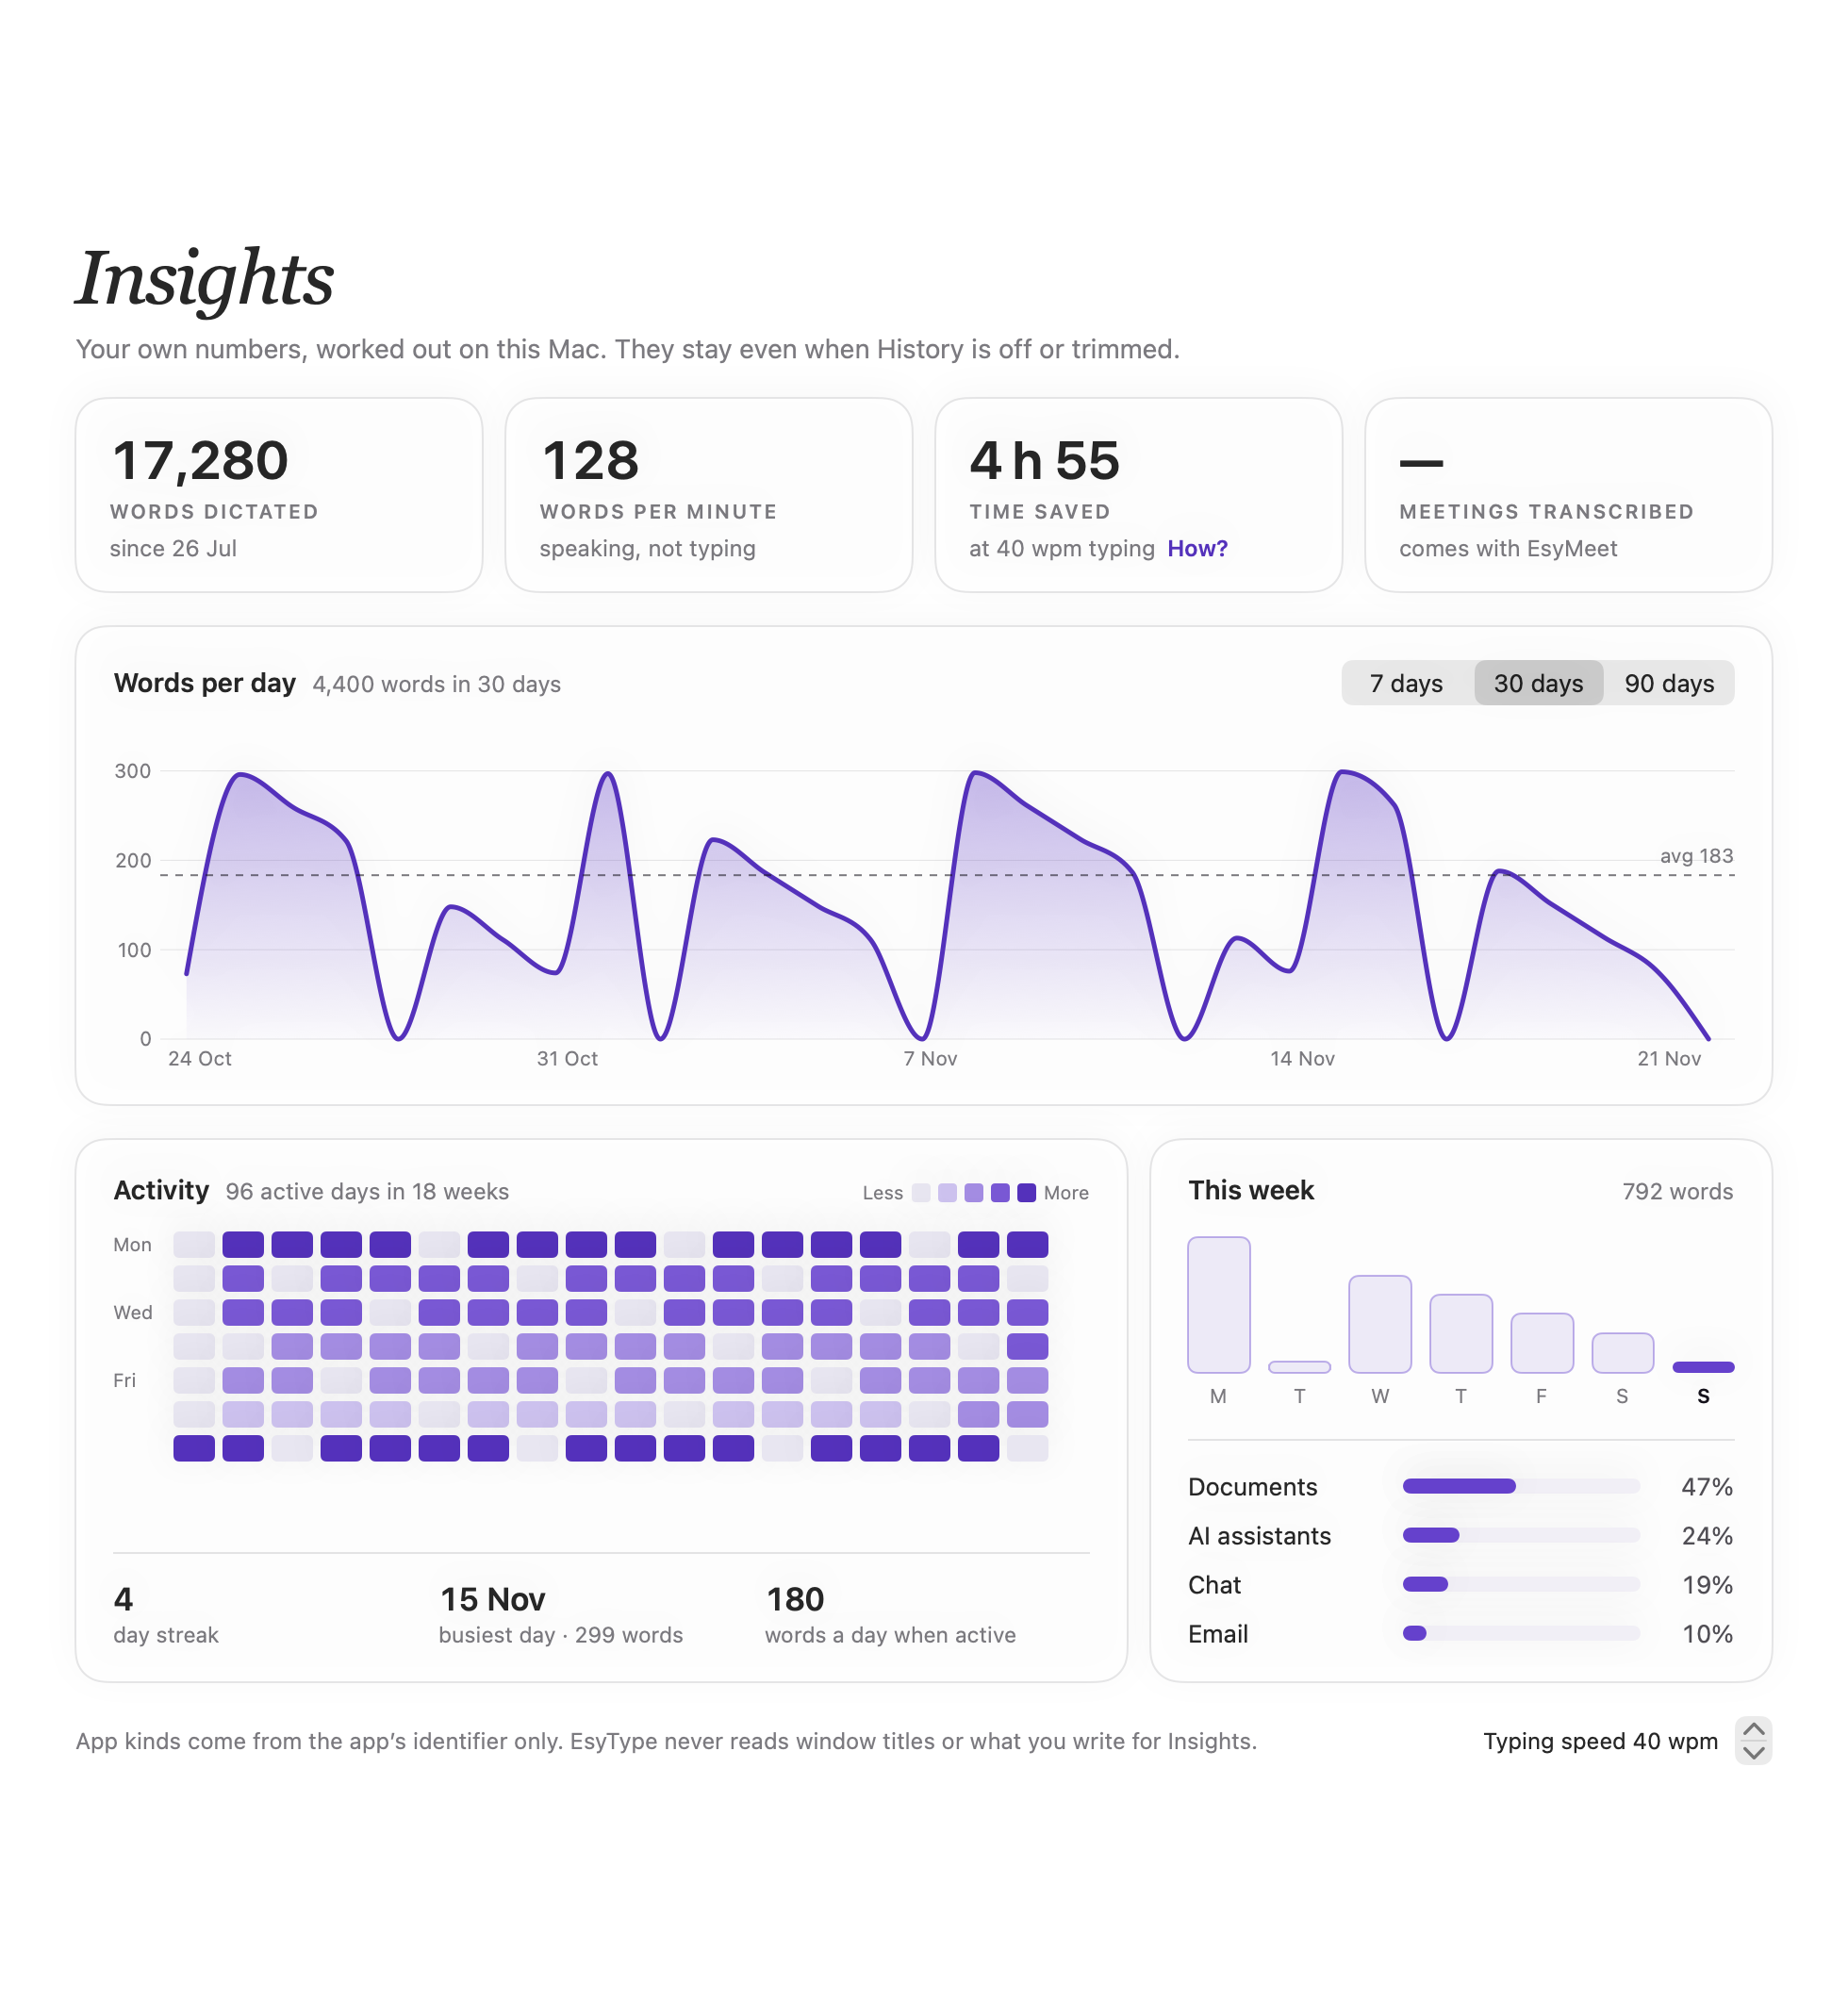 Insights
Your own numbers, worked out on this Mac. They stay even when History is off or trimmed.
17,280
WORDS DICTATED
since 26 Jul
128
WORDS PER MINUTE
speaking, not typing
4 h 55
TIME SAVED
at 40 wpm typing How?
—
MEETINGS TRANSCRIBED
comes with EsyMeet
Words per day 4,400 words in 30 days
7 days 30 days 90 days
300
200
avg 183
100
0
24 Oct 31 Oct 7 Nov 14 Nov 21 Nov
Activity 96 active days in 18 weeks
Less More
Mon
Wed
Fri
4
day streak
15 Nov
busiest day · 299 words
180
words a day when active
This week 792 words
M T W T F S S
Documents 47%
AI assistants 24%
Chat 19%
Email 10%
App kinds come from the app’s identifier only. EsyType never reads window titles or what you write for Insights.
Typing speed 40 wpm